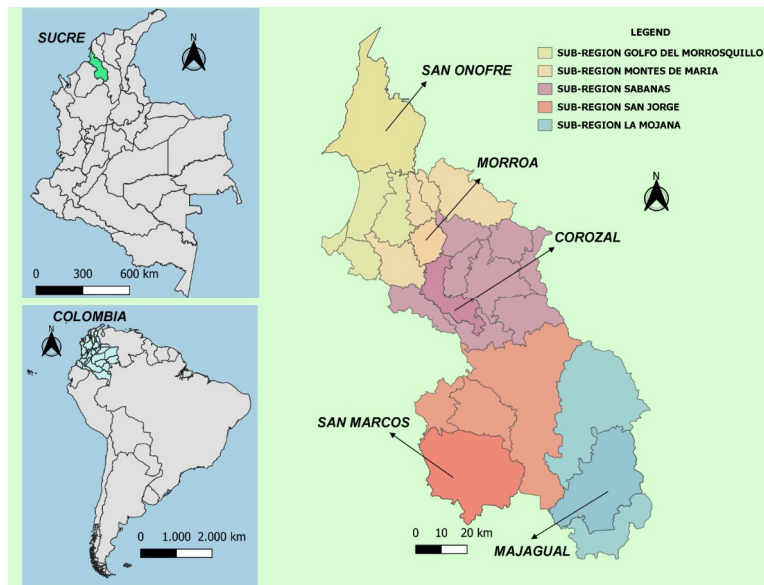 SUCRE
N
0 300 600 km
COLOMBIA
N
0 1.000 2.000 km
LEGEND
SUB-REGION GOLFO DEL MORROSQUILLO
SUB-REGION MONTES DE MARIA
SUB-REGION SABANAS
SUB-REGION SAN JORGE
SUB-REGION LA MOJANA
SAN ONOFRE
MORROA
N
COROZAL
SAN MARCOS
0 10 20 km
MAJAGUAL